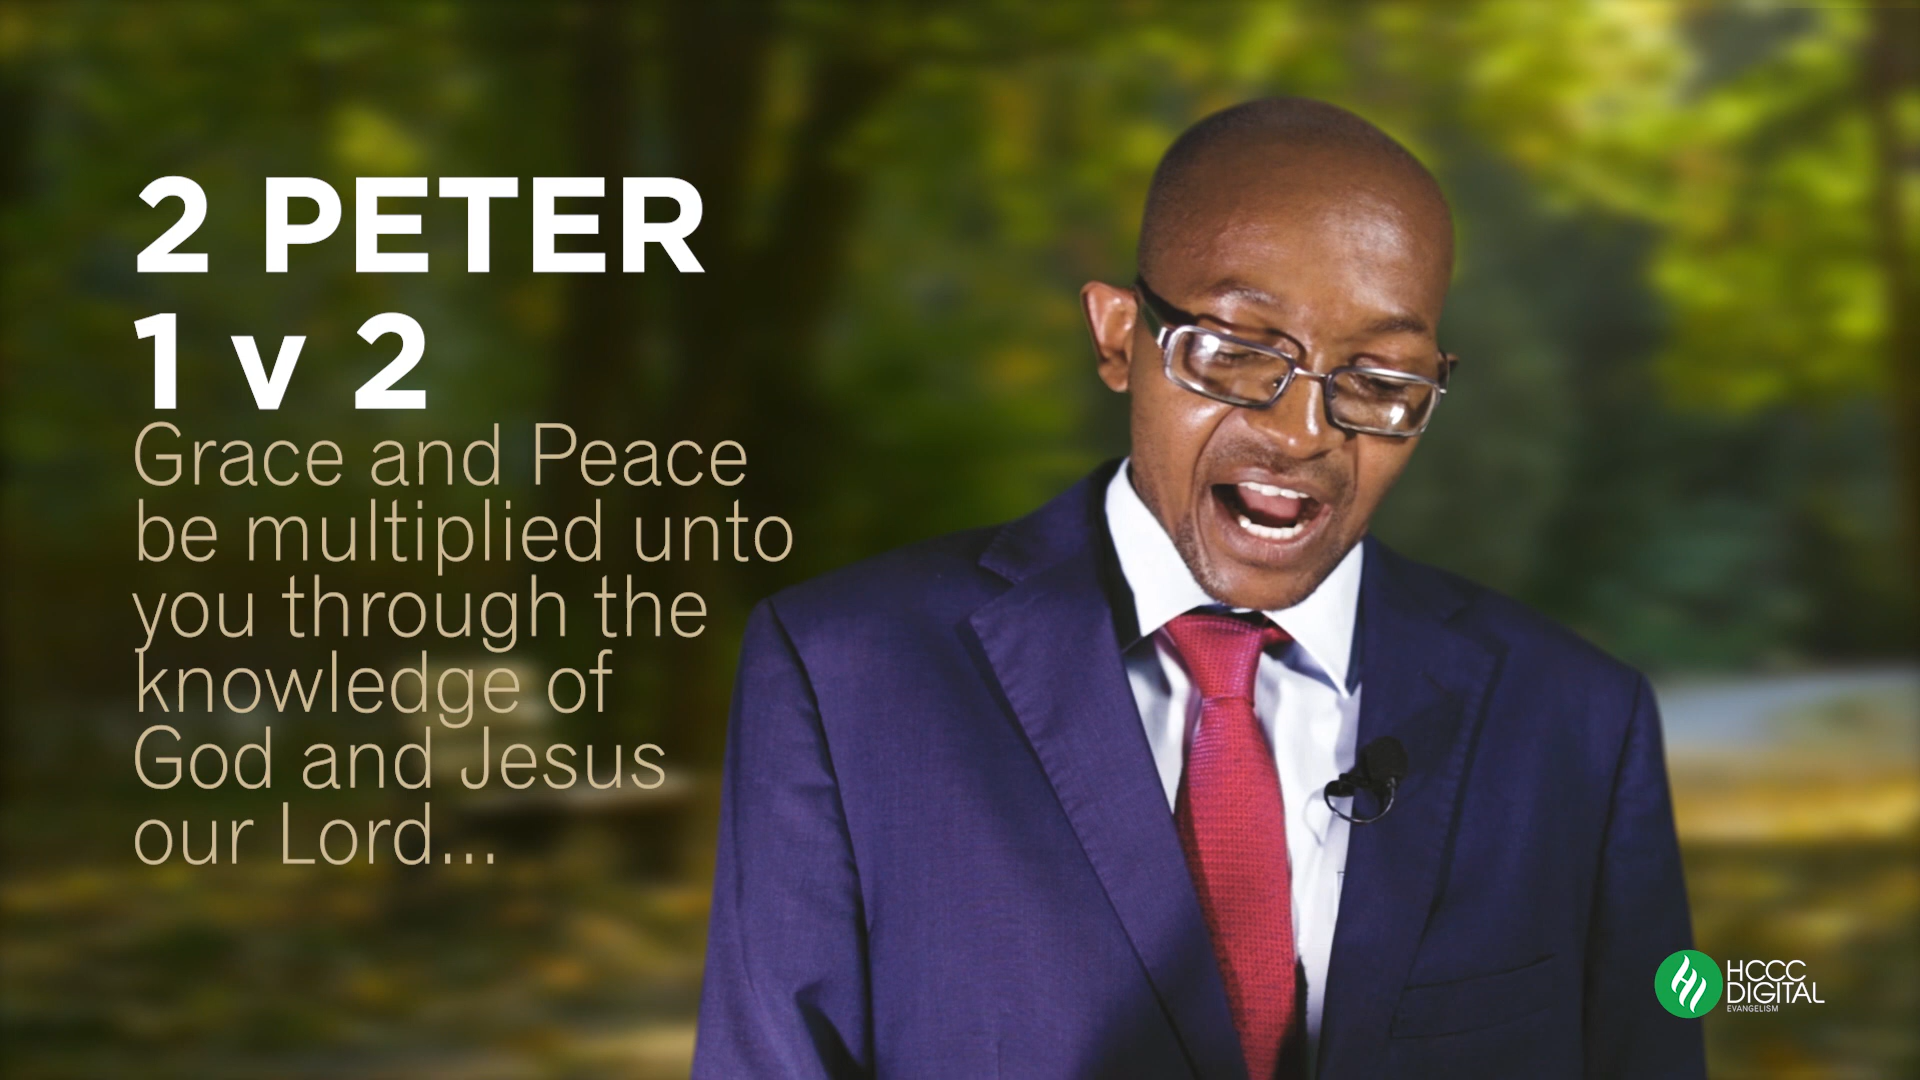 2 PETER
1 v 2
Grace and Peace
be multiplied unto
you through the
knowledge of
God and Jesus
our Lord...
HCCC
DIGITAL
EVANGELISM